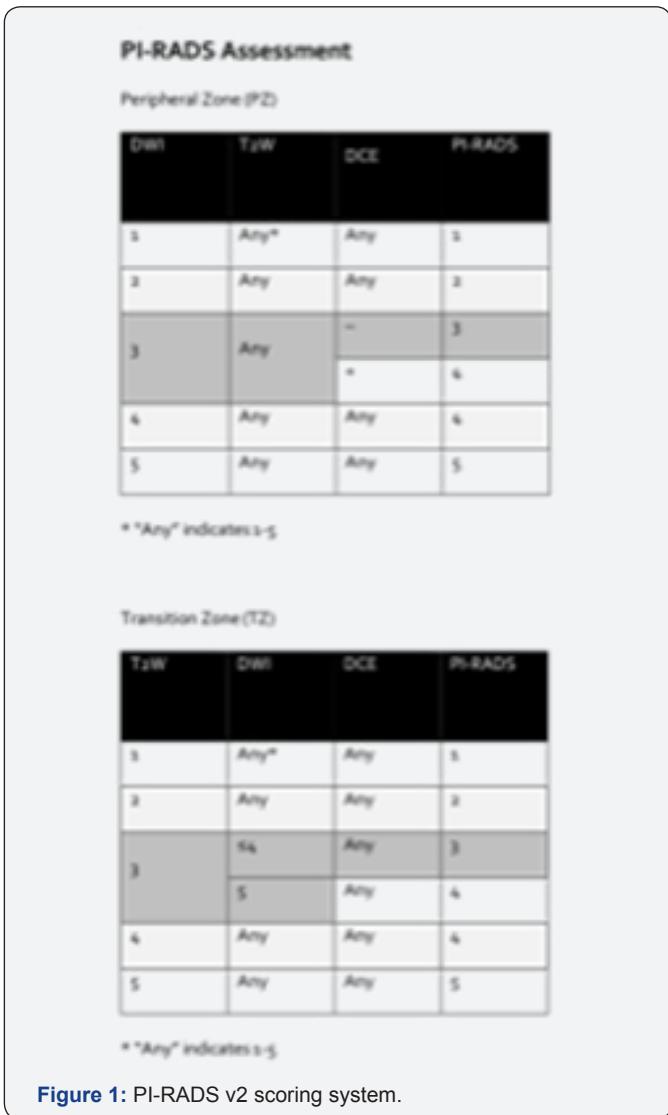 PI-RADS Assessment
Peripheral Zone (PZ)
DWI T2W DCE PI-RADS
1 Any* Any 1
2 Any Any 2
3 Any – 3
+ 4
4 Any Any 4
5 Any Any 5
* "Any" indicates 1-5
Transition Zone (TZ)
T2W DWI DCE PI-RADS
1 Any* Any 1
2 Any Any 2
3 ≤4 Any 3
5 Any 4
4 Any Any 4
5 Any Any 5
* "Any" indicates 1-5
Figure 1: PI-RADS v2 scoring system.